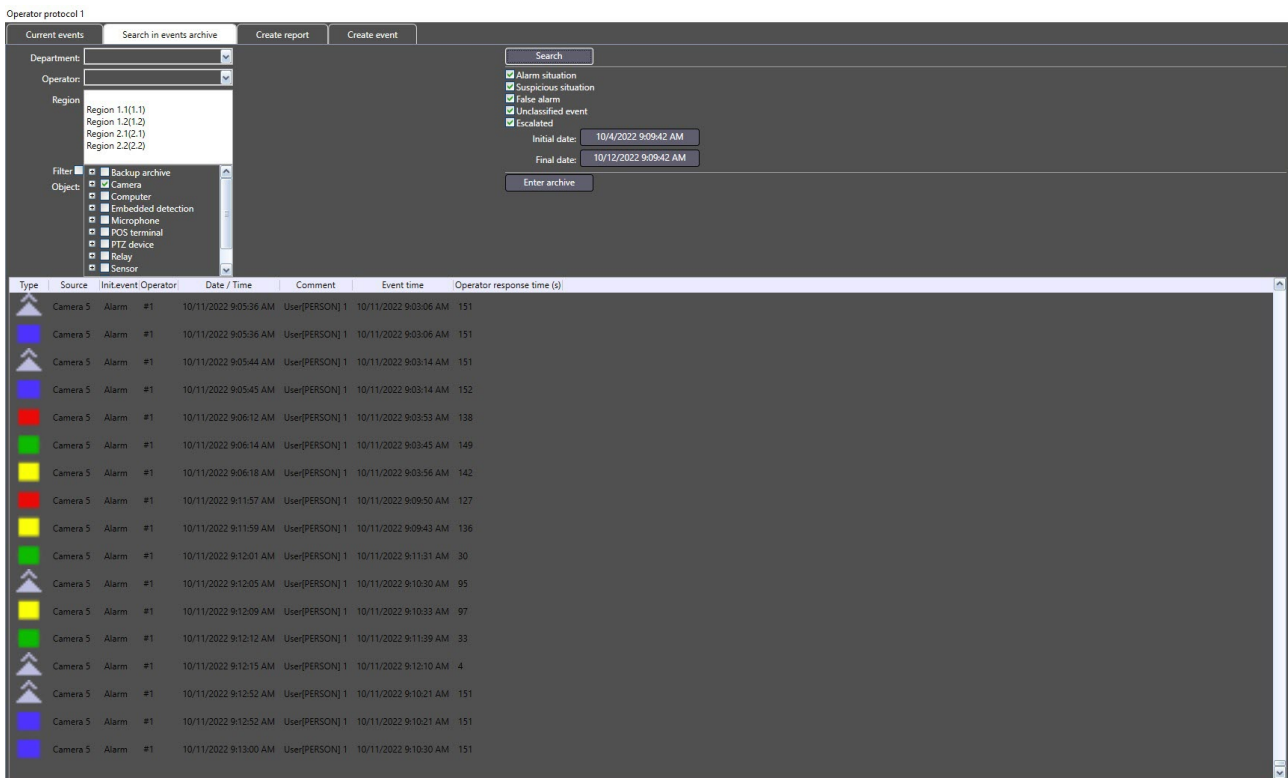 Operator protocol 1
Current events Search in events archive Create report Create event
Department:
Operator:
Region
Region 1.1(1.1)
Region 1.2(1.2)
Region 2.1(2.1)
Region 2.2(2.2)
Filter
Object:
Backup archive
Camera
Computer
Embedded detection
Microphone
POS terminal
PTZ device
Relay
Sensor
Search
Alarm situation
Suspicious situation
False alarm
Unclassified event
Escalated
Initial date: 10/4/2022 9:09:42 AM
Final date: 10/12/2022 9:09:42 AM
Enter archive
Type Source Init.event Operator Date / Time Comment Event time Operator response time (s)
Camera 5 Alarm #1 10/11/2022 9:05:36 AM User[PERSON] 1 10/11/2022 9:03:06 AM 151
Camera 5 Alarm #1 10/11/2022 9:05:36 AM User[PERSON] 1 10/11/2022 9:03:06 AM 151
Camera 5 Alarm #1 10/11/2022 9:05:44 AM User[PERSON] 1 10/11/2022 9:03:14 AM 151
Camera 5 Alarm #1 10/11/2022 9:05:45 AM User[PERSON] 1 10/11/2022 9:03:14 AM 152
Camera 5 Alarm #1 10/11/2022 9:06:12 AM User[PERSON] 1 10/11/2022 9:03:53 AM 138
Camera 5 Alarm #1 10/11/2022 9:06:14 AM User[PERSON] 1 10/11/2022 9:03:45 AM 149
Camera 5 Alarm #1 10/11/2022 9:06:18 AM User[PERSON] 1 10/11/2022 9:03:56 AM 142
Camera 5 Alarm #1 10/11/2022 9:11:57 AM User[PERSON] 1 10/11/2022 9:09:50 AM 127
Camera 5 Alarm #1 10/11/2022 9:11:59 AM User[PERSON] 1 10/11/2022 9:09:43 AM 136
Camera 5 Alarm #1 10/11/2022 9:12:01 AM User[PERSON] 1 10/11/2022 9:11:31 AM 30
Camera 5 Alarm #1 10/11/2022 9:12:05 AM User[PERSON] 1 10/11/2022 9:10:30 AM 95
Camera 5 Alarm #1 10/11/2022 9:12:09 AM User[PERSON] 1 10/11/2022 9:10:33 AM 97
Camera 5 Alarm #1 10/11/2022 9:12:12 AM User[PERSON] 1 10/11/2022 9:11:39 AM 33
Camera 5 Alarm #1 10/11/2022 9:12:15 AM User[PERSON] 1 10/11/2022 9:12:10 AM 4
Camera 5 Alarm #1 10/11/2022 9:12:52 AM User[PERSON] 1 10/11/2022 9:10:21 AM 151
Camera 5 Alarm #1 10/11/2022 9:12:52 AM User[PERSON] 1 10/11/2022 9:10:21 AM 151
Camera 5 Alarm #1 10/11/2022 9:13:00 AM User[PERSON] 1 10/11/2022 9:10:30 AM 151